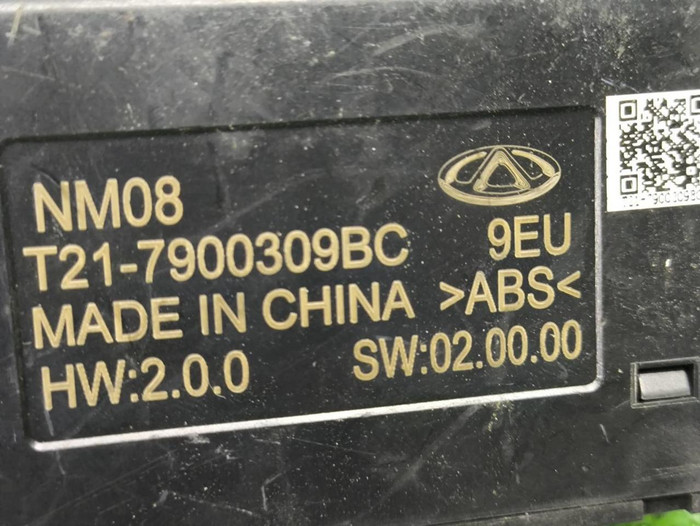 NM08
T21-7900309BC 9EU
MADE IN CHINA >ABS<
HW:2.0.0 SW:02.00.00